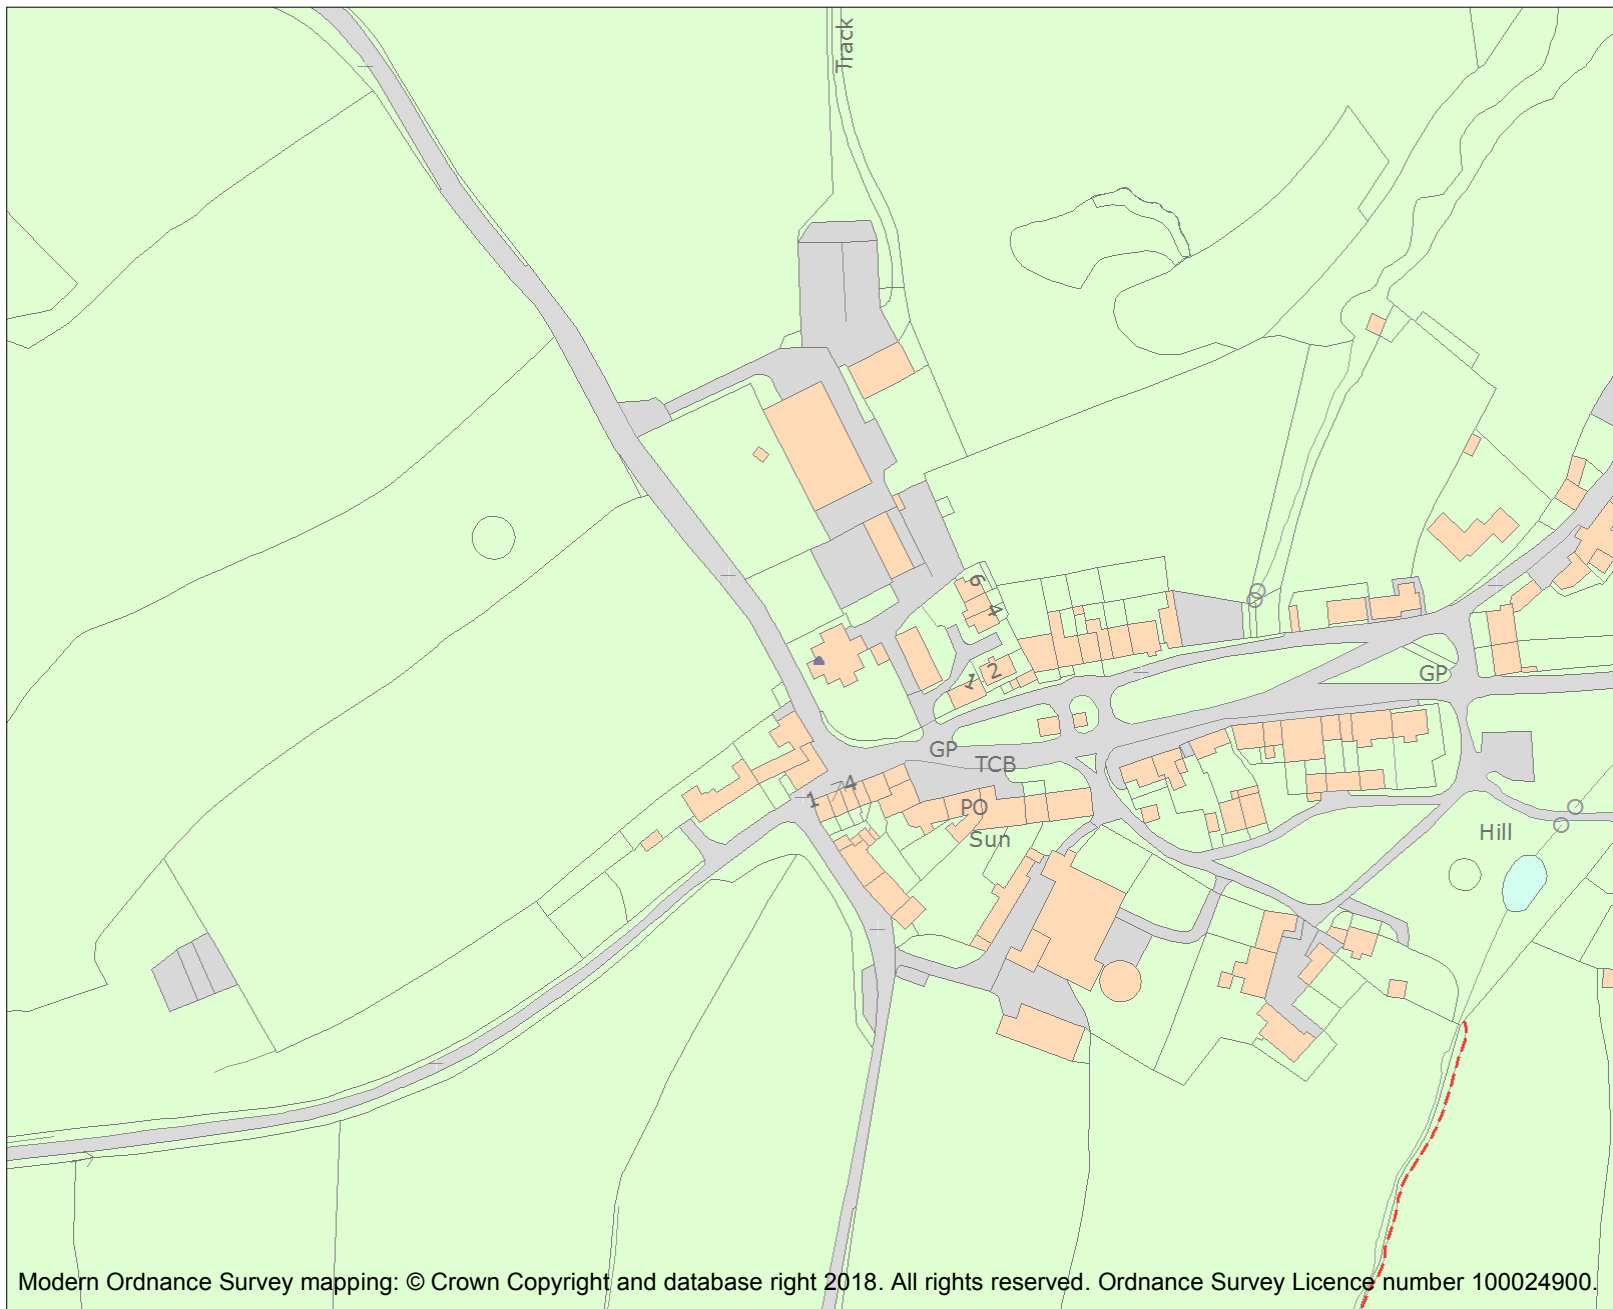 Track
6
4
2
1
GP
GP
TCB
1
4
PO
Sun
Hill
Modern Ordnance Survey mapping: © Crown Copyright and database right 2018. All rights reserved. Ordnance Survey Licence number 100024900.